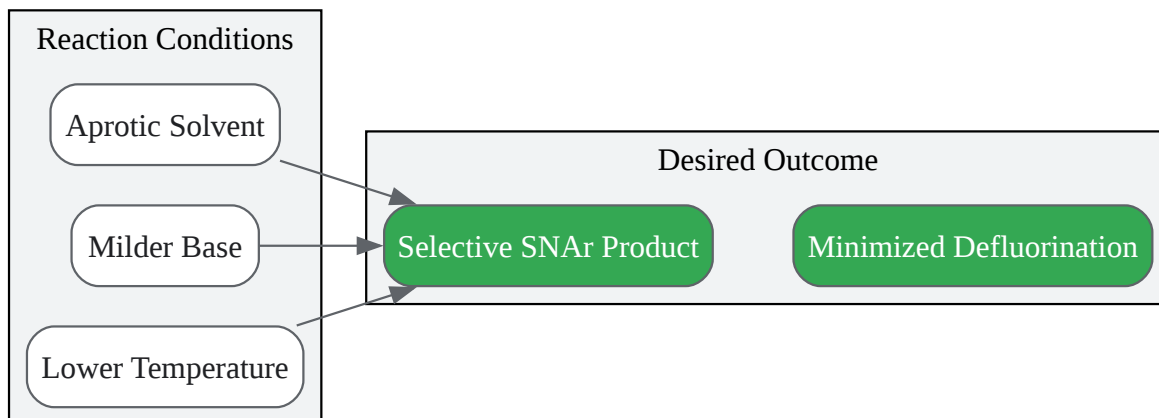 Reaction Conditions
Aprotic Solvent
Milder Base
Lower Temperature
Desired Outcome
Selective SNAr Product
Minimized Defluorination